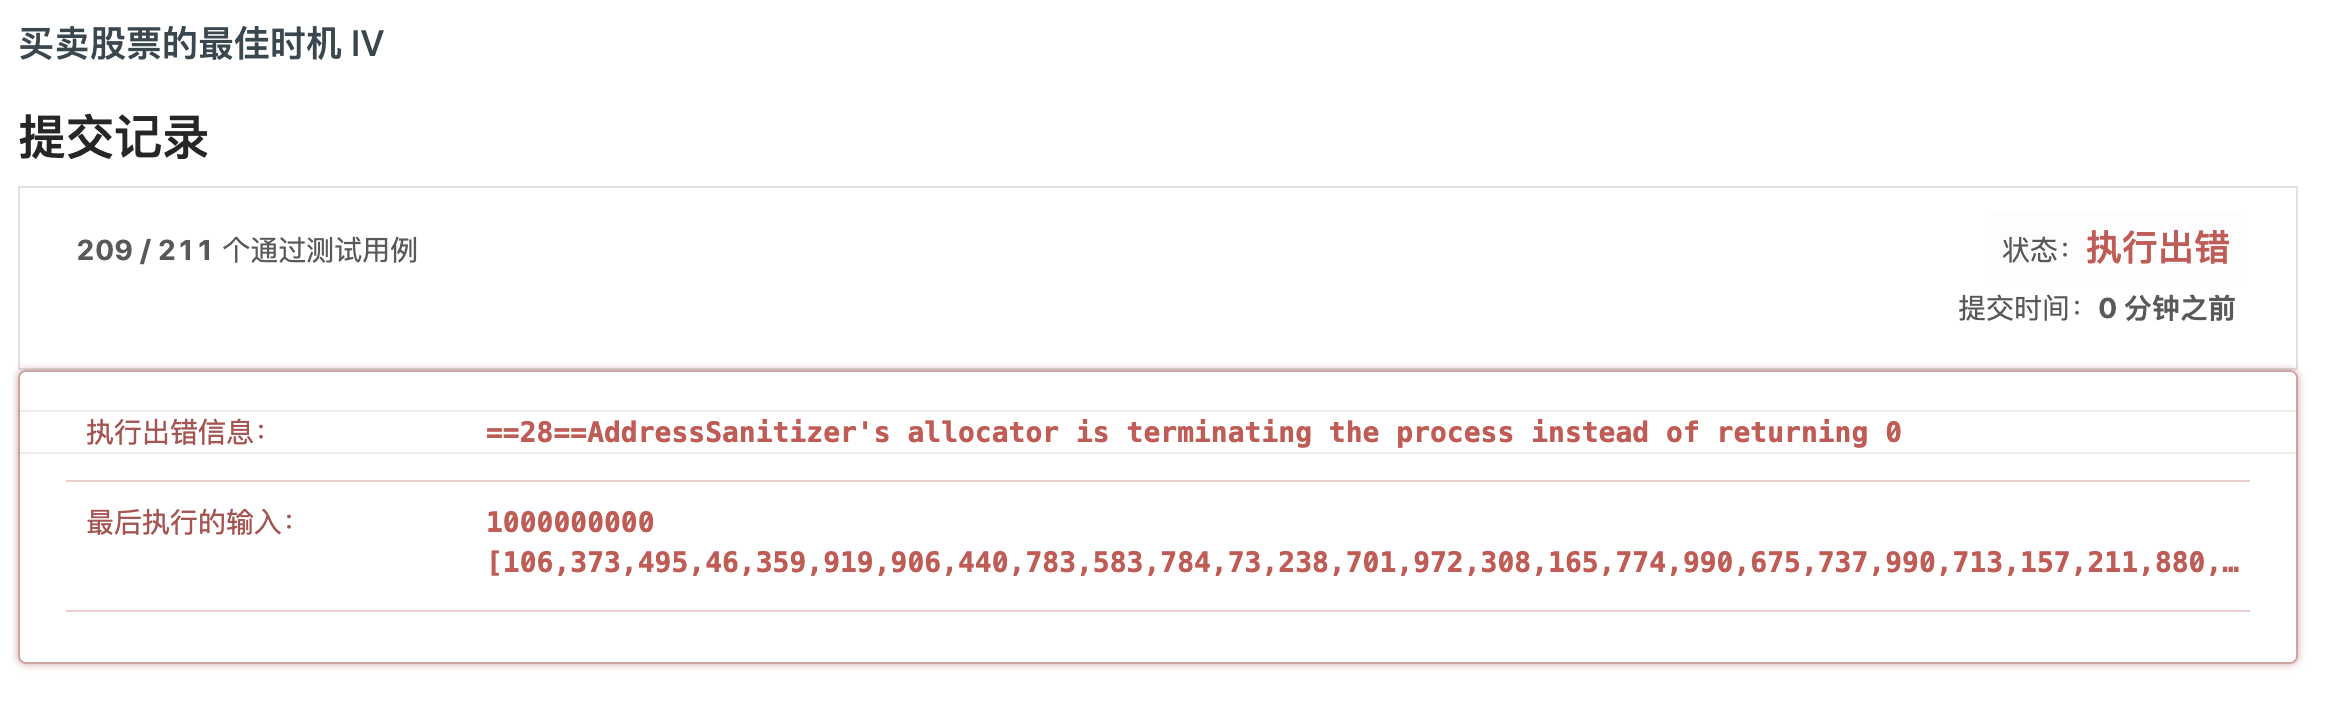 买卖股票的最佳时机 IV
提交记录
209 / 211 个通过测试用例
状态：执行出错
提交时间：0 分钟之前
执行出错信息：
==28==AddressSanitizer's allocator is terminating the process instead of returning 0
最后执行的输入：
1000000000
[106,373,495,46,359,919,906,440,783,583,784,73,238,701,972,308,165,774,990,675,737,990,713,157,211,880,…